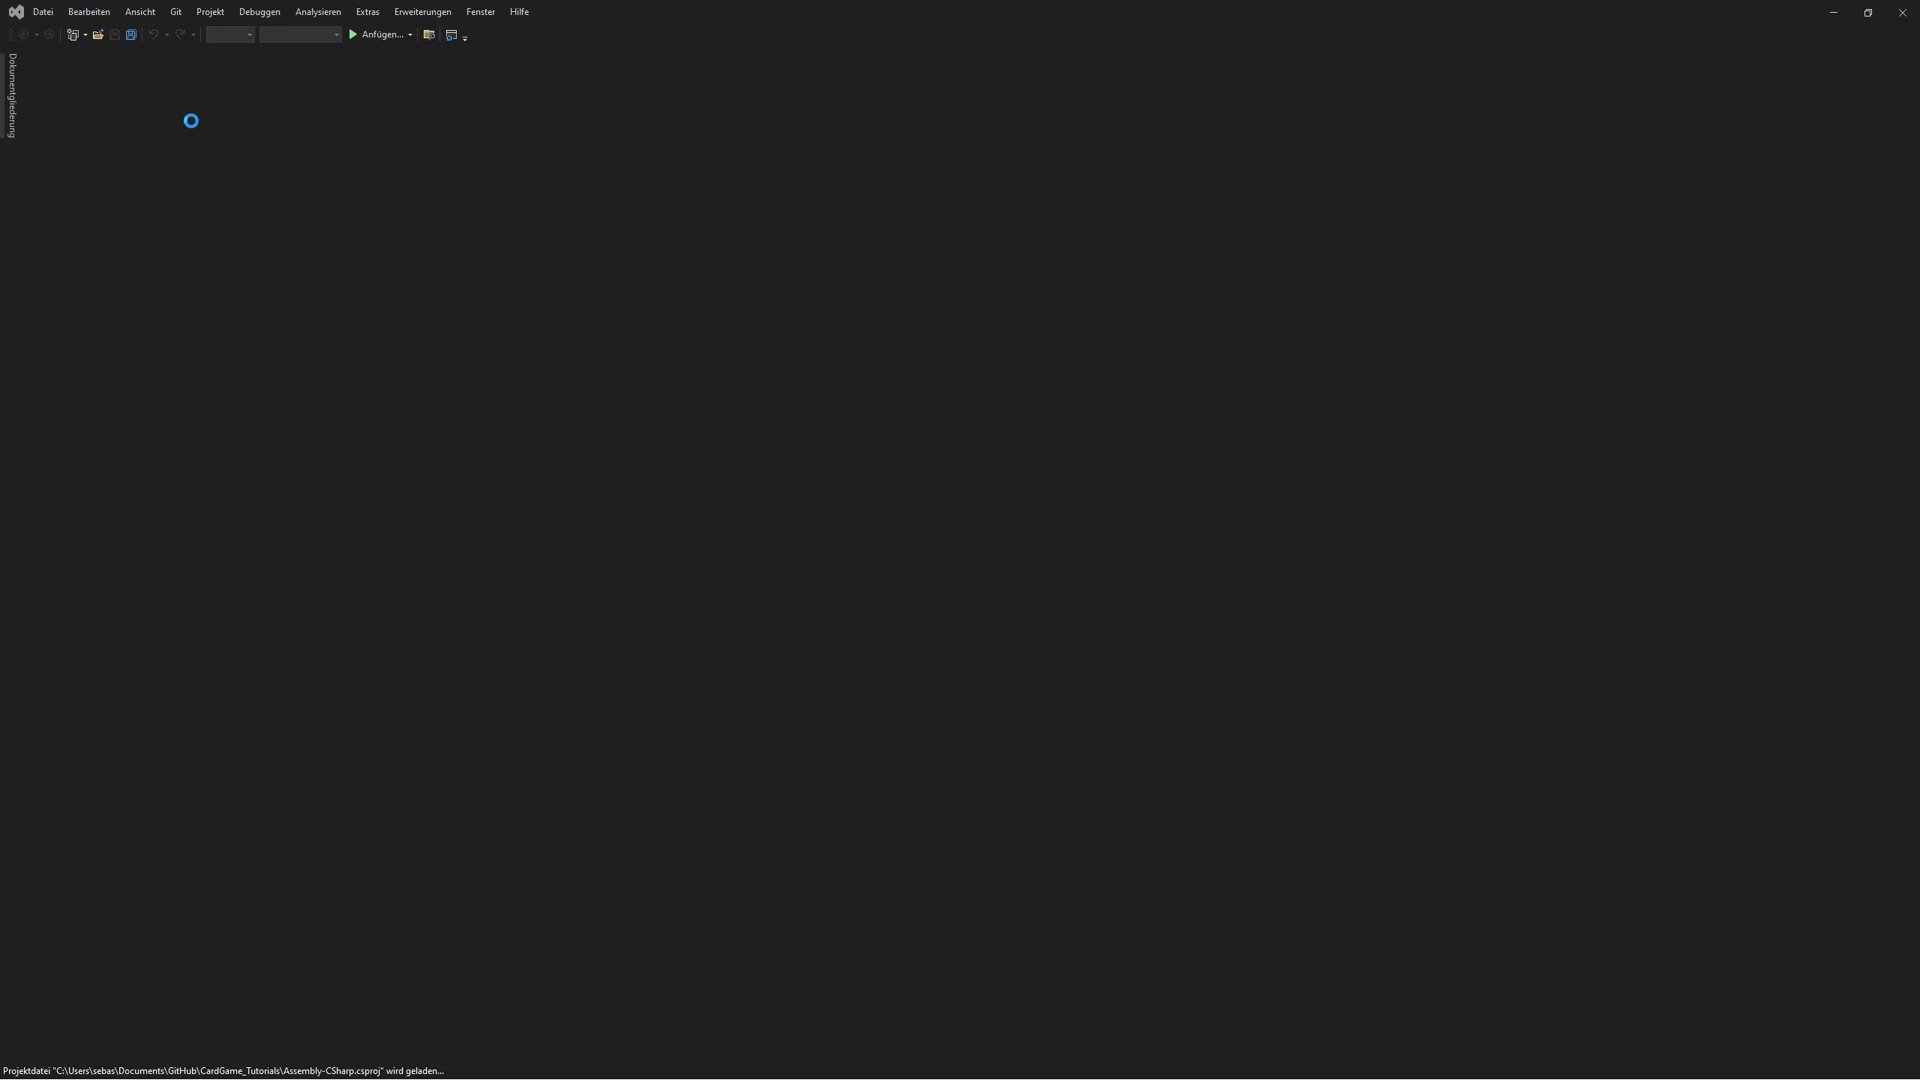 Datei Bearbeiten Ansicht Git Projekt Debuggen Analysieren Extras Erweiterungen Fenster Hilfe
Anfügen...
Dokumentgliederung
Projektdatei "C:\Users\sebas\Documents\GitHub\CardGame_Tutorials\Assembly-CSharp.csproj" wird geladen...